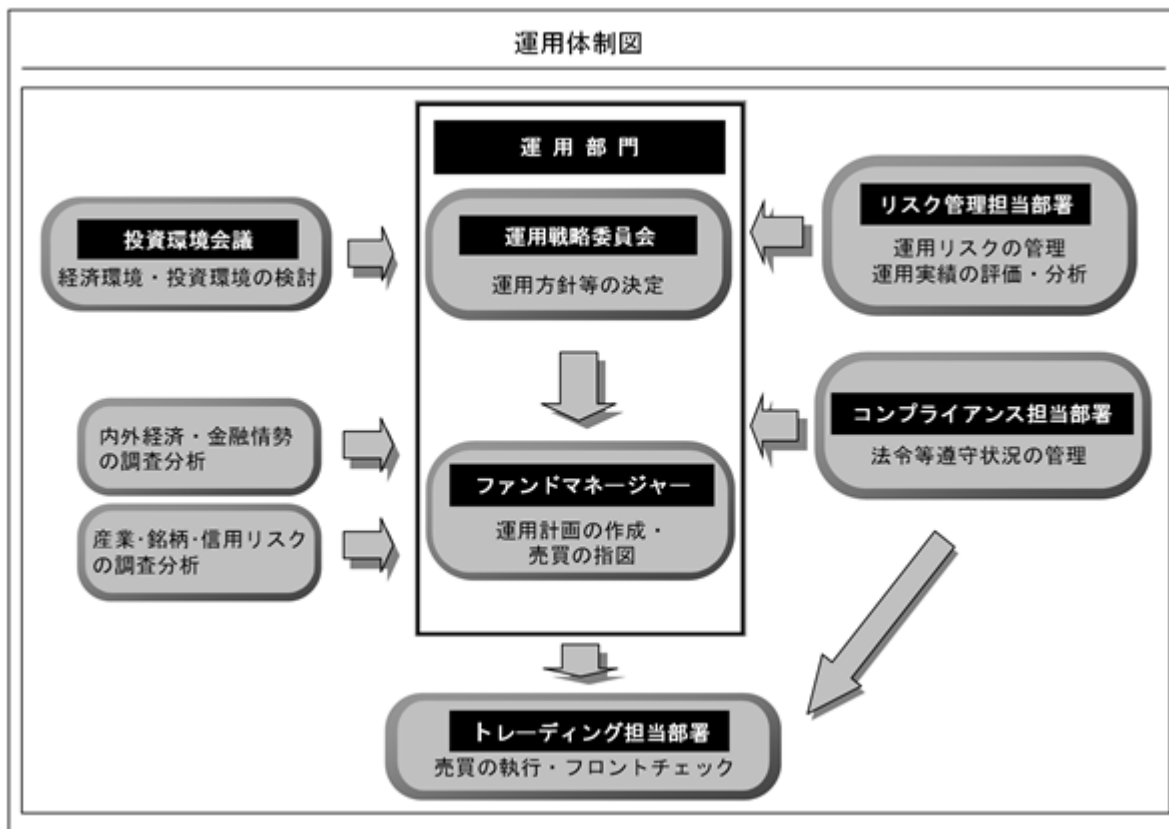 運用体制図
運用部門
投資環境会議
経済環境・投資環境の検討
運用戦略委員会
運用方針等の決定
リスク管理担当部署
運用リスクの管理
運用実績の評価・分析
内外経済・金融情勢
の調査分析
産業・銘柄・信用リスク
の調査分析
ファンドマネージャー
運用計画の作成・
売買の指図
コンプライアンス担当部署
法令等遵守状況の管理
トレーディング担当部署
売買の執行・フロントチェック